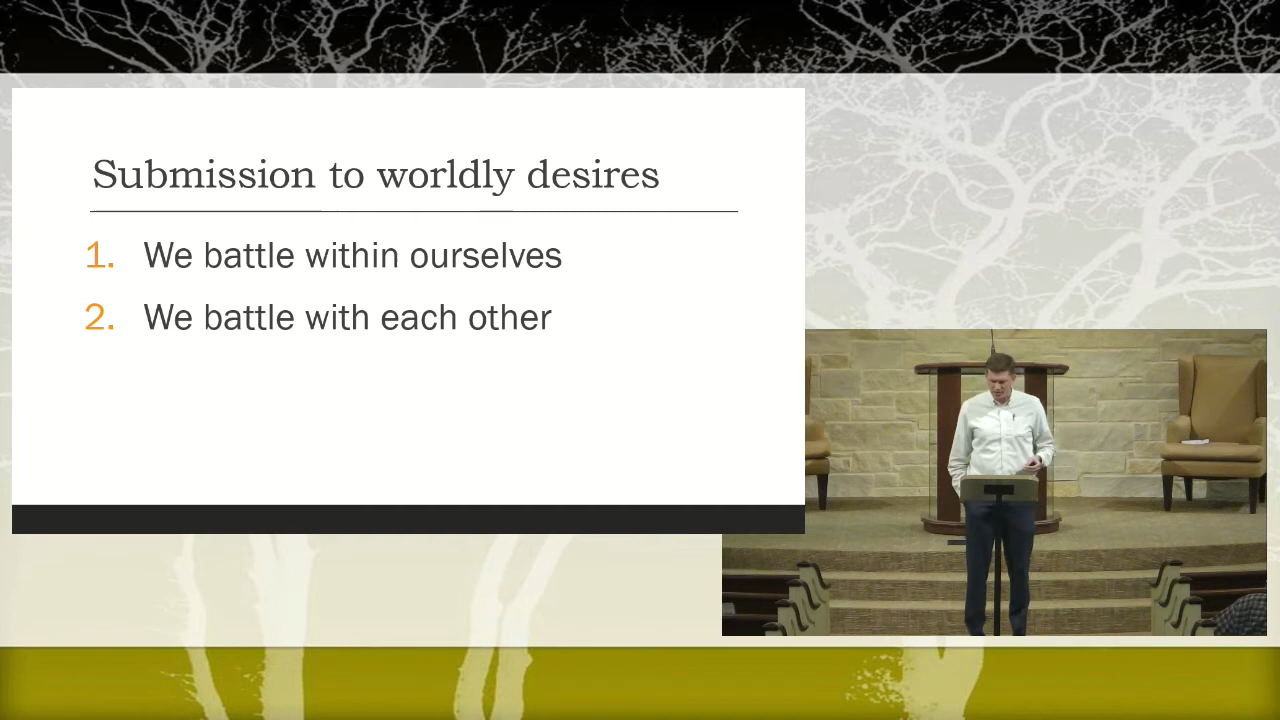 Submission to worldly desires
1. We battle within ourselves
2. We battle with each other